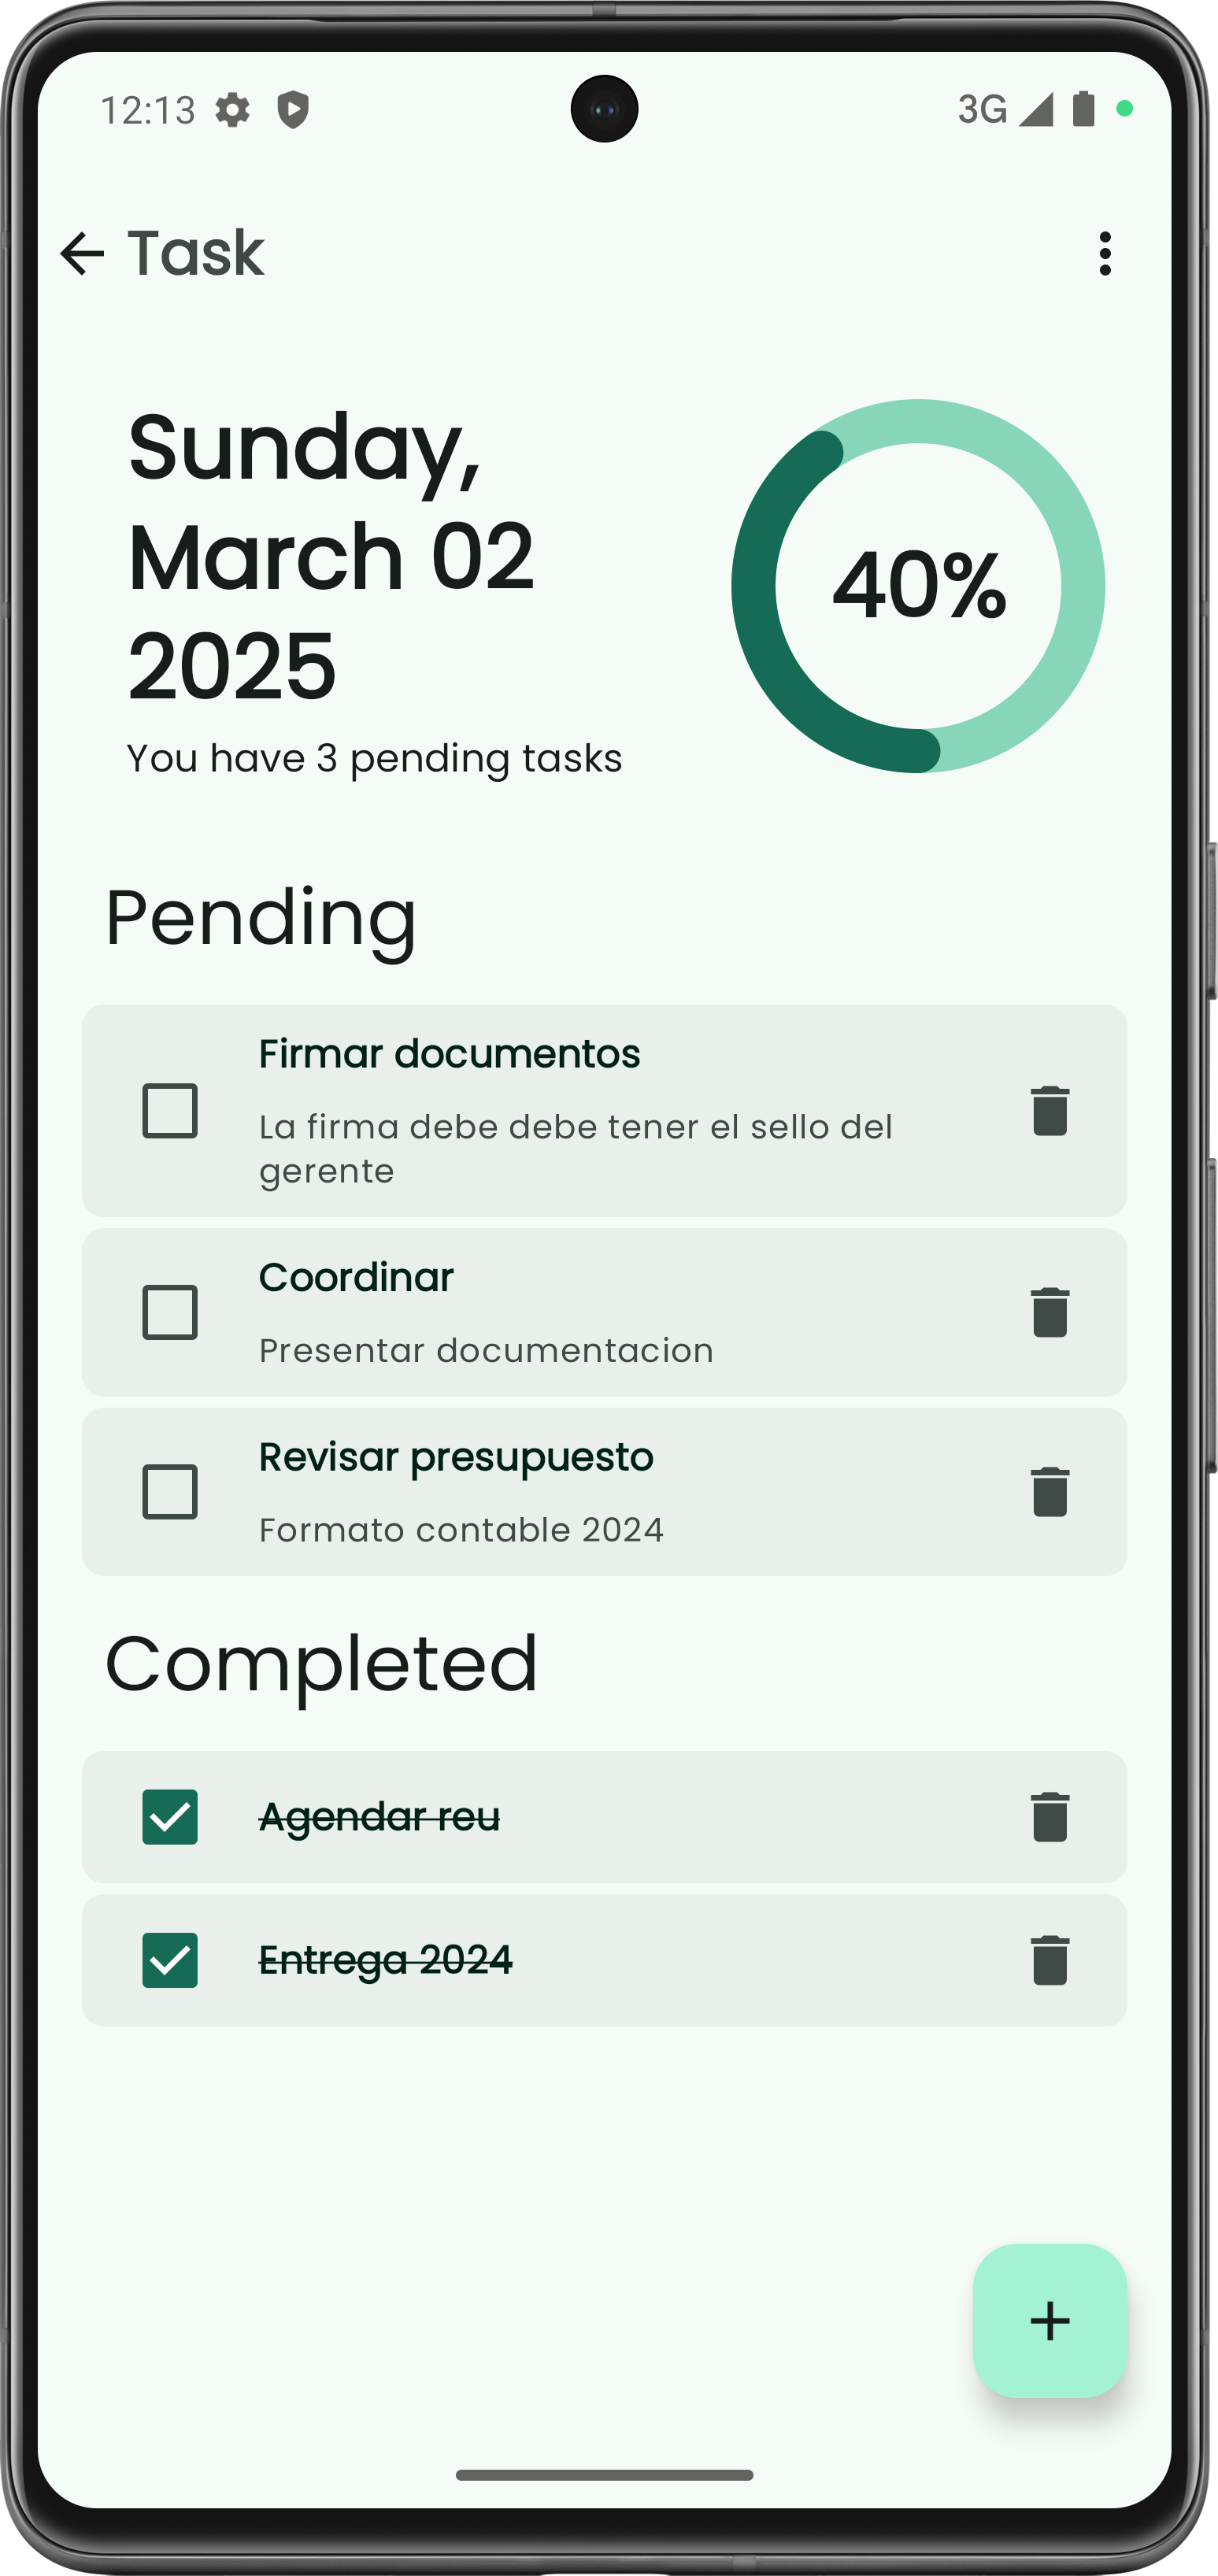 12:13
3G
Task
Sunday,
March 02
2025
40%
You have 3 pending tasks
Pending
Firmar documentos
La firma debe debe tener el sello del
gerente
Coordinar
Presentar documentacion
Revisar presupuesto
Formato contable 2024
Completed
Agendar reu
Entrega 2024